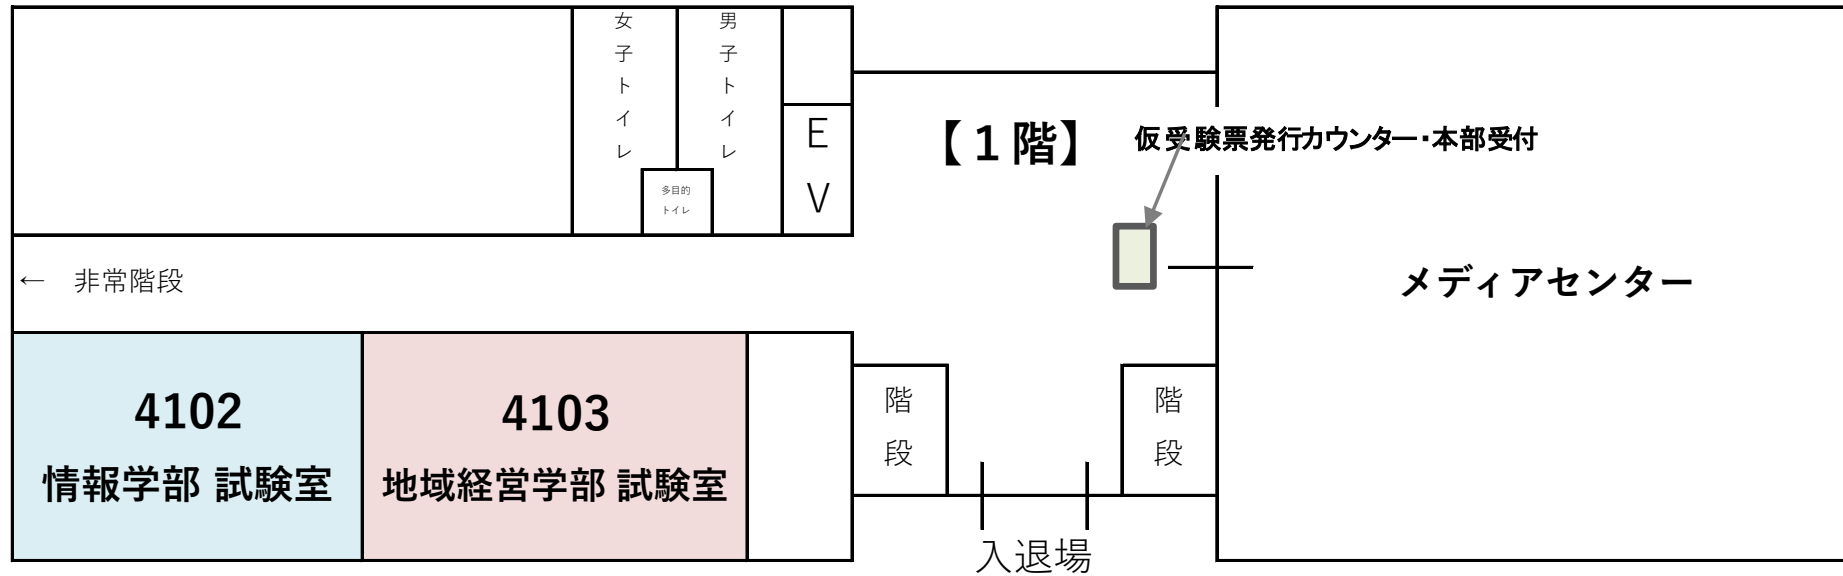 女子トイレ
男子トイレ
多目的
トイレ
EV
【1階】
仮受験票発行カウンター・本部受付
← 非常階段
メディアセンター
4102
情報学部 試験室
4103
地域経営学部 試験室
階段
階段
入退場